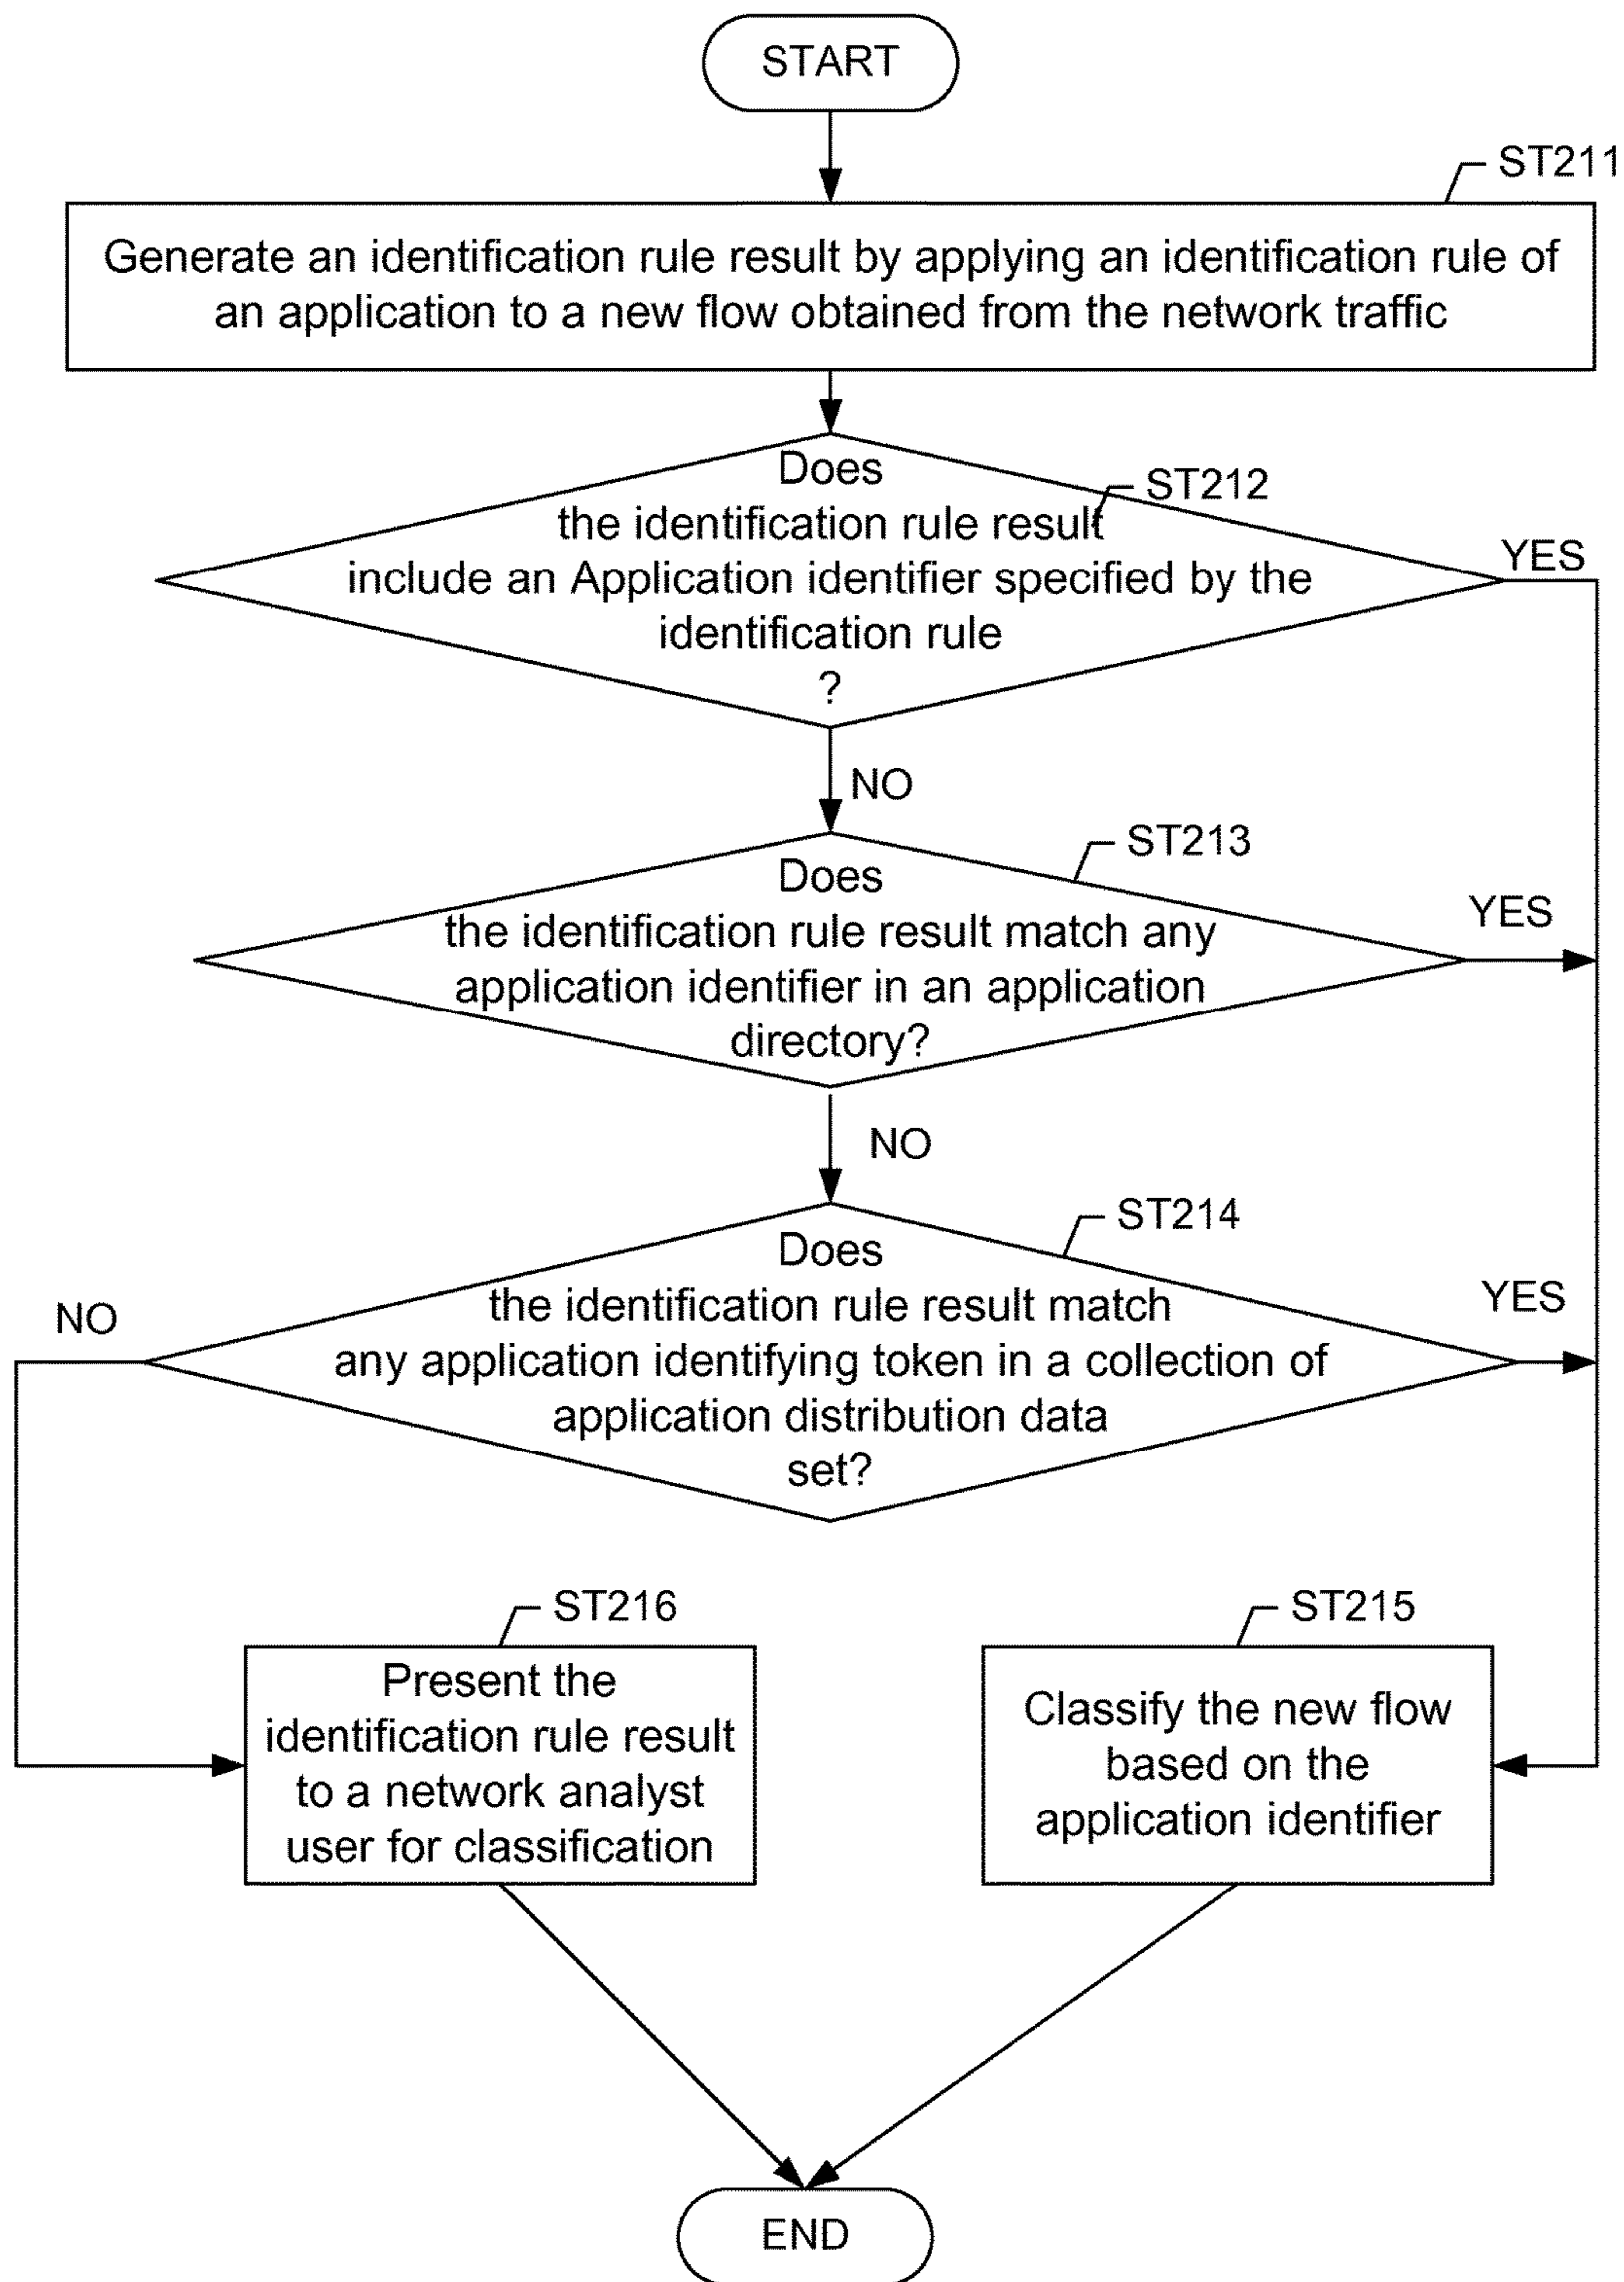 START
ST211
Generate an identification rule result by applying an identification rule of
an application to a new flow obtained from the network traffic
ST212
Does
the identification rule result
include an Application identifier specified by the
identification rule
?
YES
NO
ST213
Does
the identification rule result match any
application identifier in an application
directory?
YES
NO
ST214
Does
the identification rule result match
any application identifying token in a collection of
application distribution data
set?
NO
YES
ST216
Present the
identification rule result
to a network analyst
user for classification
ST215
Classify the new flow
based on the
application identifier
END